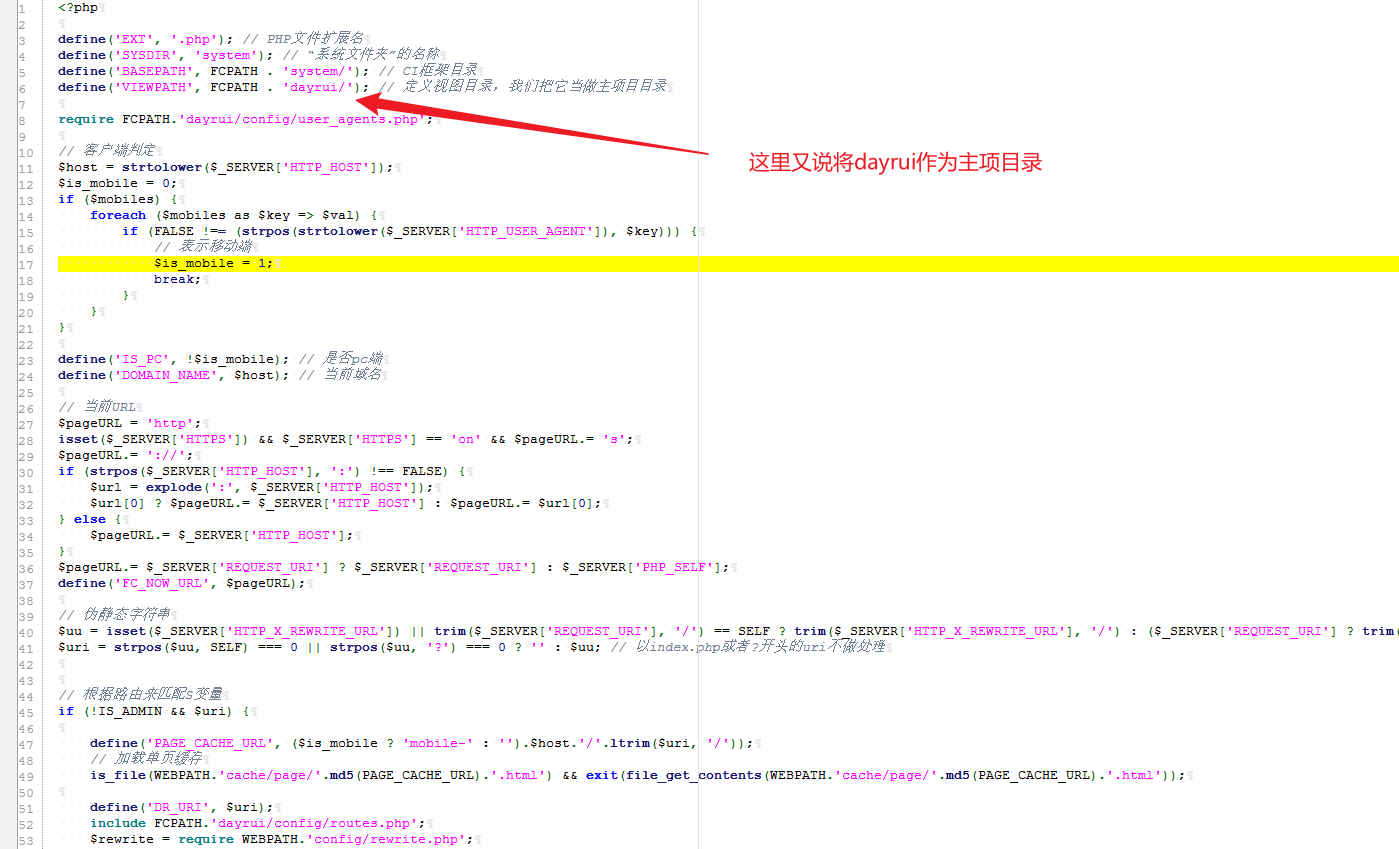 1 <?php
2
3 define('EXT', '.php'); // PHP文件扩展名
4 define('SYSDIR', 'system'); // “系统文件夹”的名称
5 define('BASEPATH', FCPATH . 'system/'); // CI框架目录
6 define('VIEWPATH', FCPATH . 'dayrui/'); // 定义视图目录，我们把它当做主项目目录
7
8 require FCPATH.'dayrui/config/user_agents.php';
9
这里又说将dayrui作为主项目录
10 // 客户端判定
11 $host = strtolower($_SERVER['HTTP_HOST']);
12 $is_mobile = 0;
13 if ($mobiles) {
14     foreach ($mobiles as $key => $val) {
15         if (FALSE !== (strpos(strtolower($_SERVER['HTTP_USER_AGENT']), $key))) {
16             // 表示移动端
17             $is_mobile = 1;
18             break;
19         }
20     }
21 }
22
23 define('IS_PC', !$is_mobile); // 是否pc端
24 define('DOMAIN_NAME', $host); // 当前域名
25
26 // 当前URL
27 $pageURL = 'http';
28 isset($_SERVER['HTTPS']) && $_SERVER['HTTPS'] == 'on' && $pageURL.= 's';
29 $pageURL.= '://';
30 if (strpos($_SERVER['HTTP_HOST'], ':') !== FALSE) {
31     $url = explode(':', $_SERVER['HTTP_HOST']);
32     $url[0] ? $pageURL.= $_SERVER['HTTP_HOST'] : $pageURL.= $url[0];
33 } else {
34     $pageURL.= $_SERVER['HTTP_HOST'];
35 }
36 $pageURL.= $_SERVER['REQUEST_URI'] ? $_SERVER['REQUEST_URI'] : $_SERVER['PHP_SELF'];
37 define('FC_NOW_URL', $pageURL);
38
39 // 伪静态字符串
40 $uu = isset($_SERVER['HTTP_X_REWRITE_URL']) || trim($_SERVER['REQUEST_URI'], '/') == SELF ? trim($_SERVER['HTTP_X_REWRITE_URL'], '/') : ($_SERVER['REQUEST_URI'] ? trim(
41 $uri = strpos($uu, SELF) === 0 || strpos($uu, '?') === 0 ? '' : $uu; // 以index.php或者?开头的uri不做处理
42
43
44 // 根据路由来匹配S变量
45 if (!IS_ADMIN && $uri) {
46
47     define('PAGE_CACHE_URL', ($is_mobile ? 'mobile-' : '').$host.'/'.ltrim($uri, '/'));
48     // 加载单页缓存
49     is_file(WEBPATH.'cache/page/'.md5(PAGE_CACHE_URL).'.html') && exit(file_get_contents(WEBPATH.'cache/page/'.md5(PAGE_CACHE_URL).'.html'));
50
51     define('DR_URI', $uri);
52     include FCPATH.'dayrui/config/routes.php';
53     $rewrite = require WEBPATH.'config/rewrite.php';